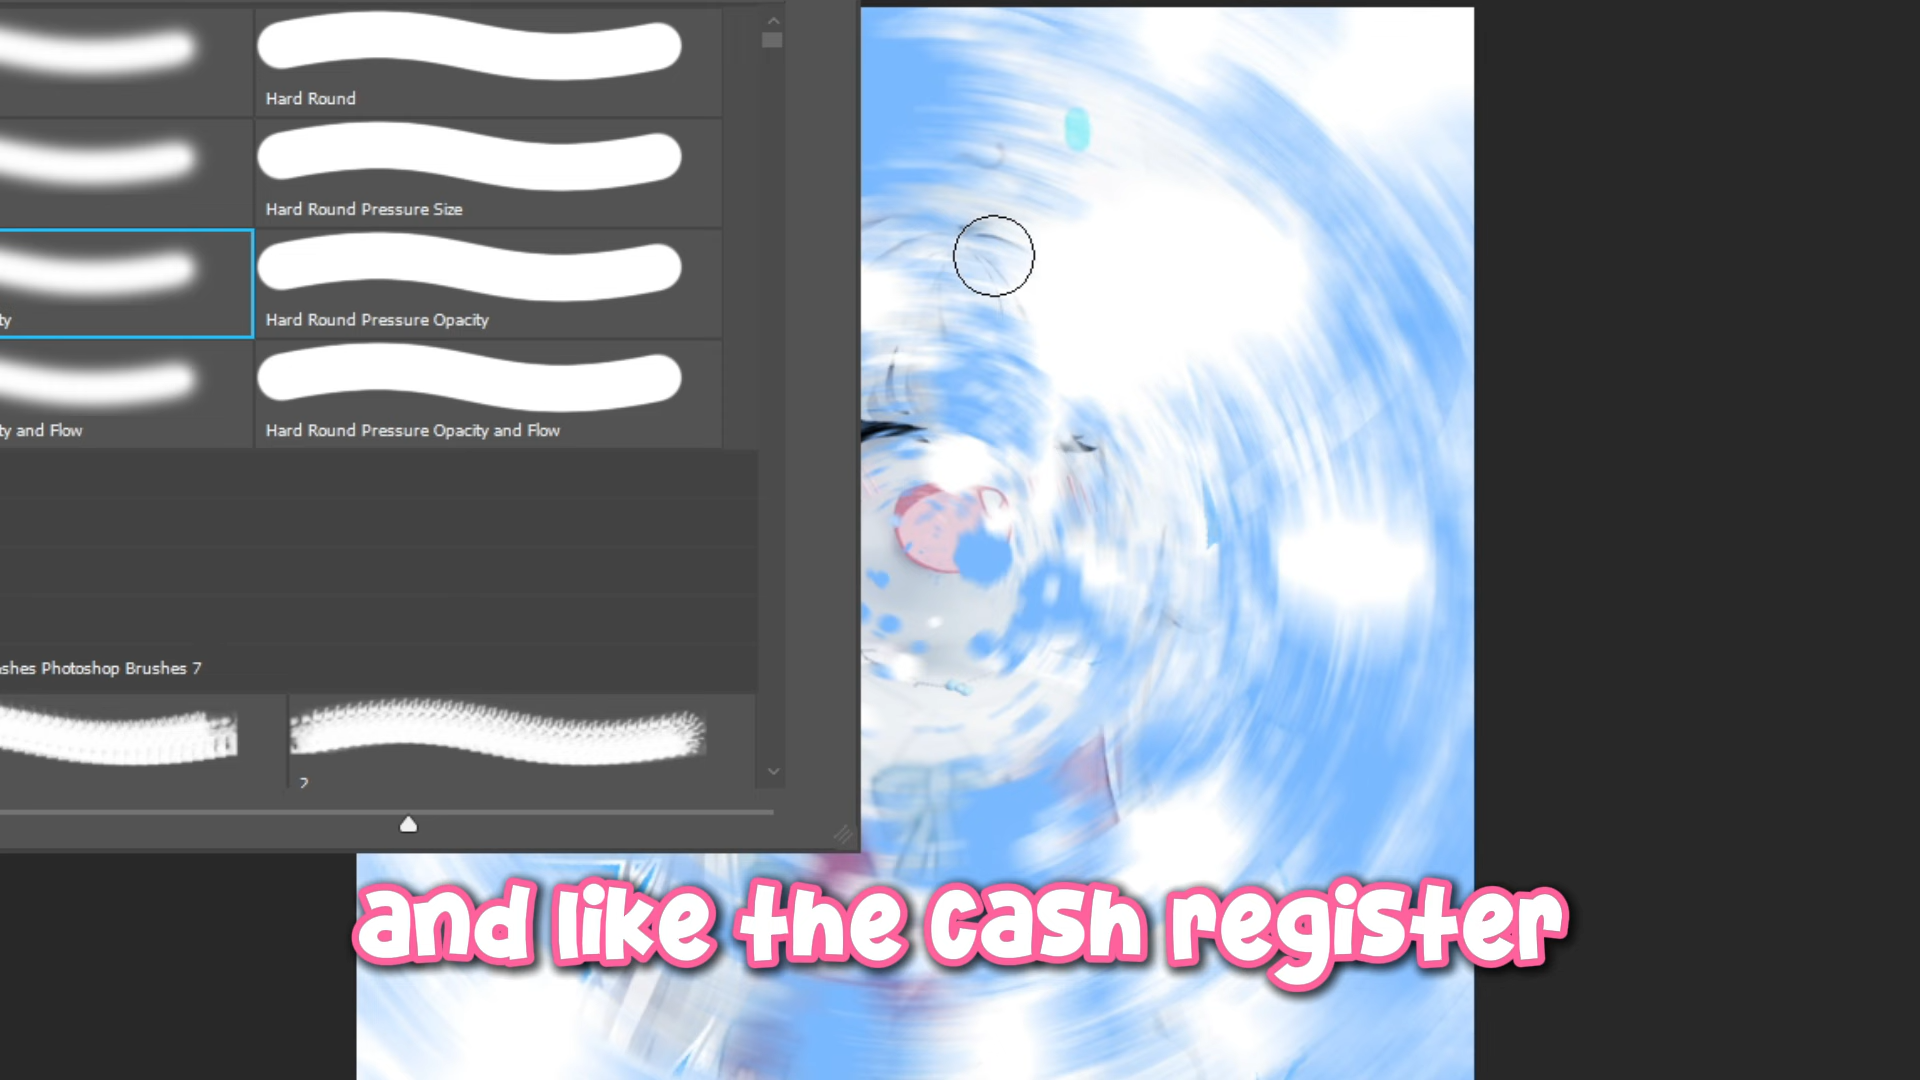 Hard Round
Hard Round Pressure Size
ty
Hard Round Pressure Opacity
ty and Flow
Hard Round Pressure Opacity and Flow
shes Photoshop Brushes 7
2
and like the cash register